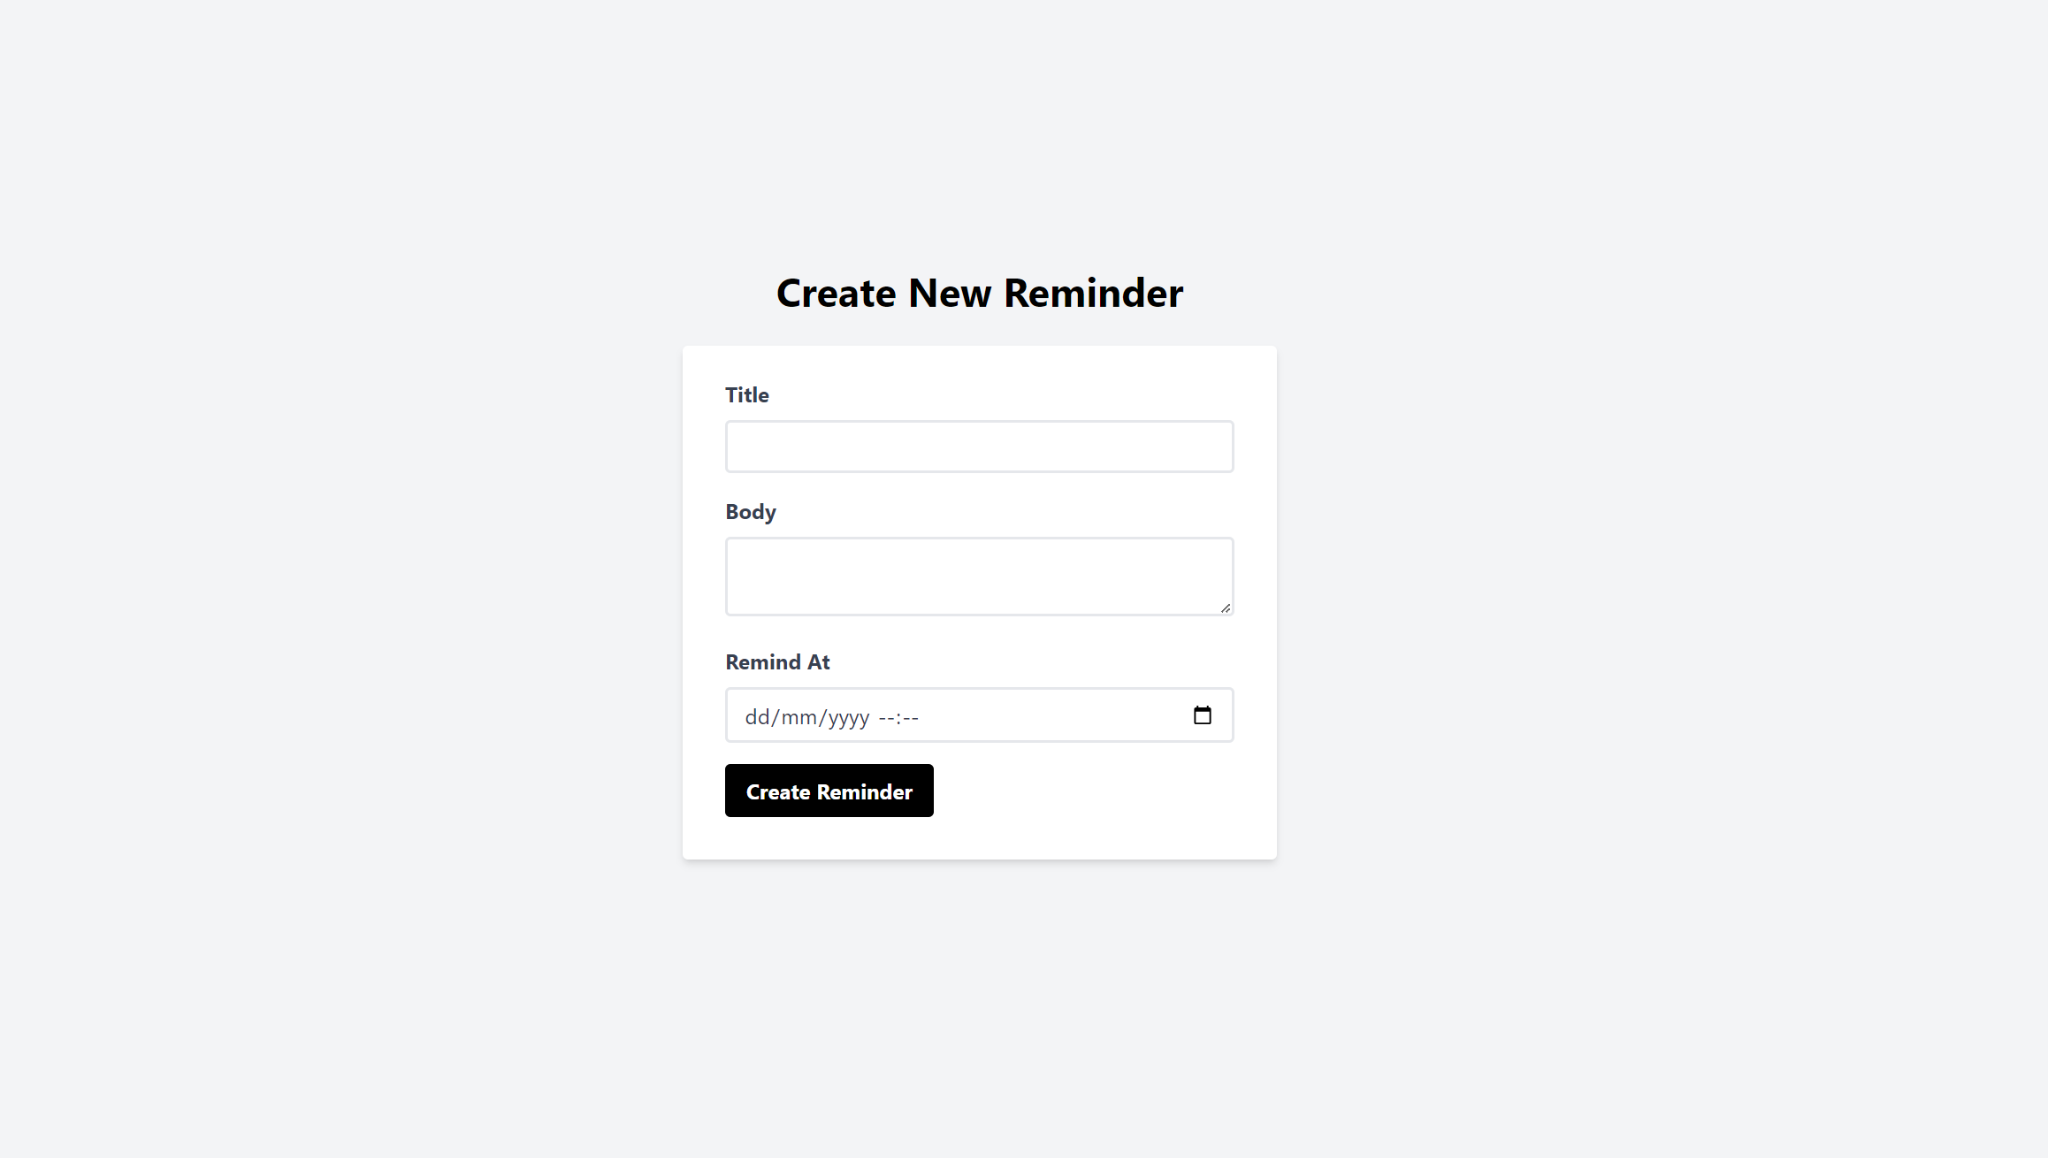 Create New Reminder
Title
Body
Remind At
dd/mm/yyyy --:--
Create Reminder